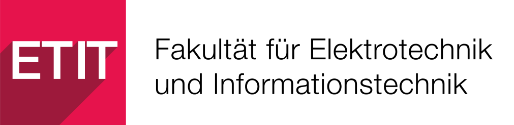 ETIT
Fakultät für Elektrotechnik
und Informationstechnik